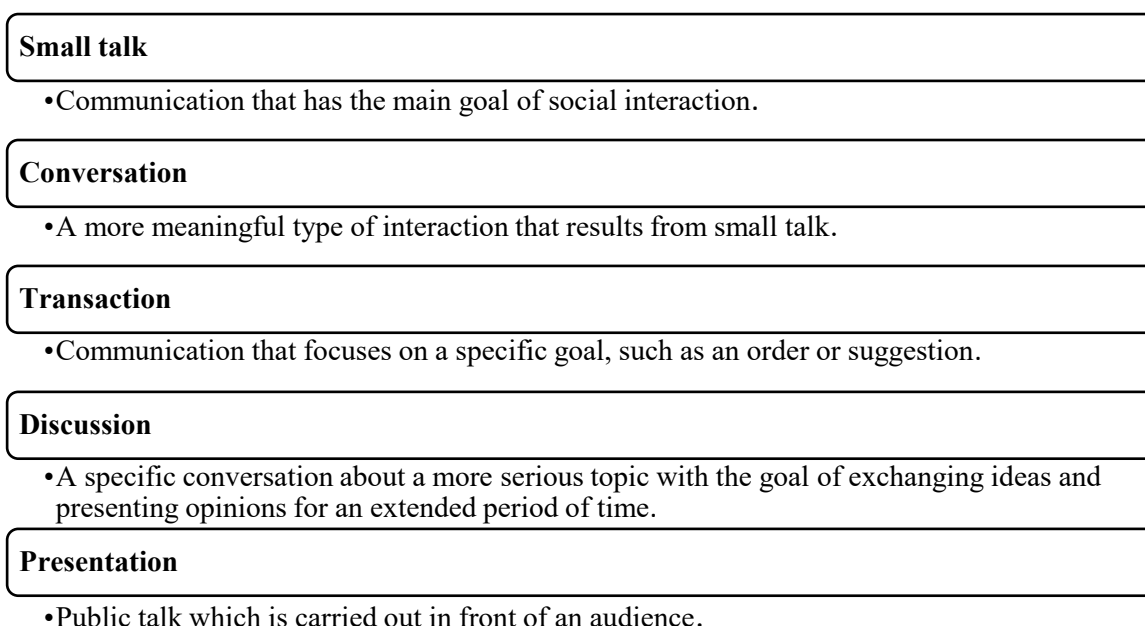 Small talk
•Communication that has the main goal of social interaction.
Conversation
•A more meaningful type of interaction that results from small talk.
Transaction
•Communication that focuses on a specific goal, such as an order or suggestion.
Discussion
•A specific conversation about a more serious topic with the goal of exchanging ideas and
presenting opinions for an extended period of time.
Presentation
•Public talk which is carried out in front of an audience.